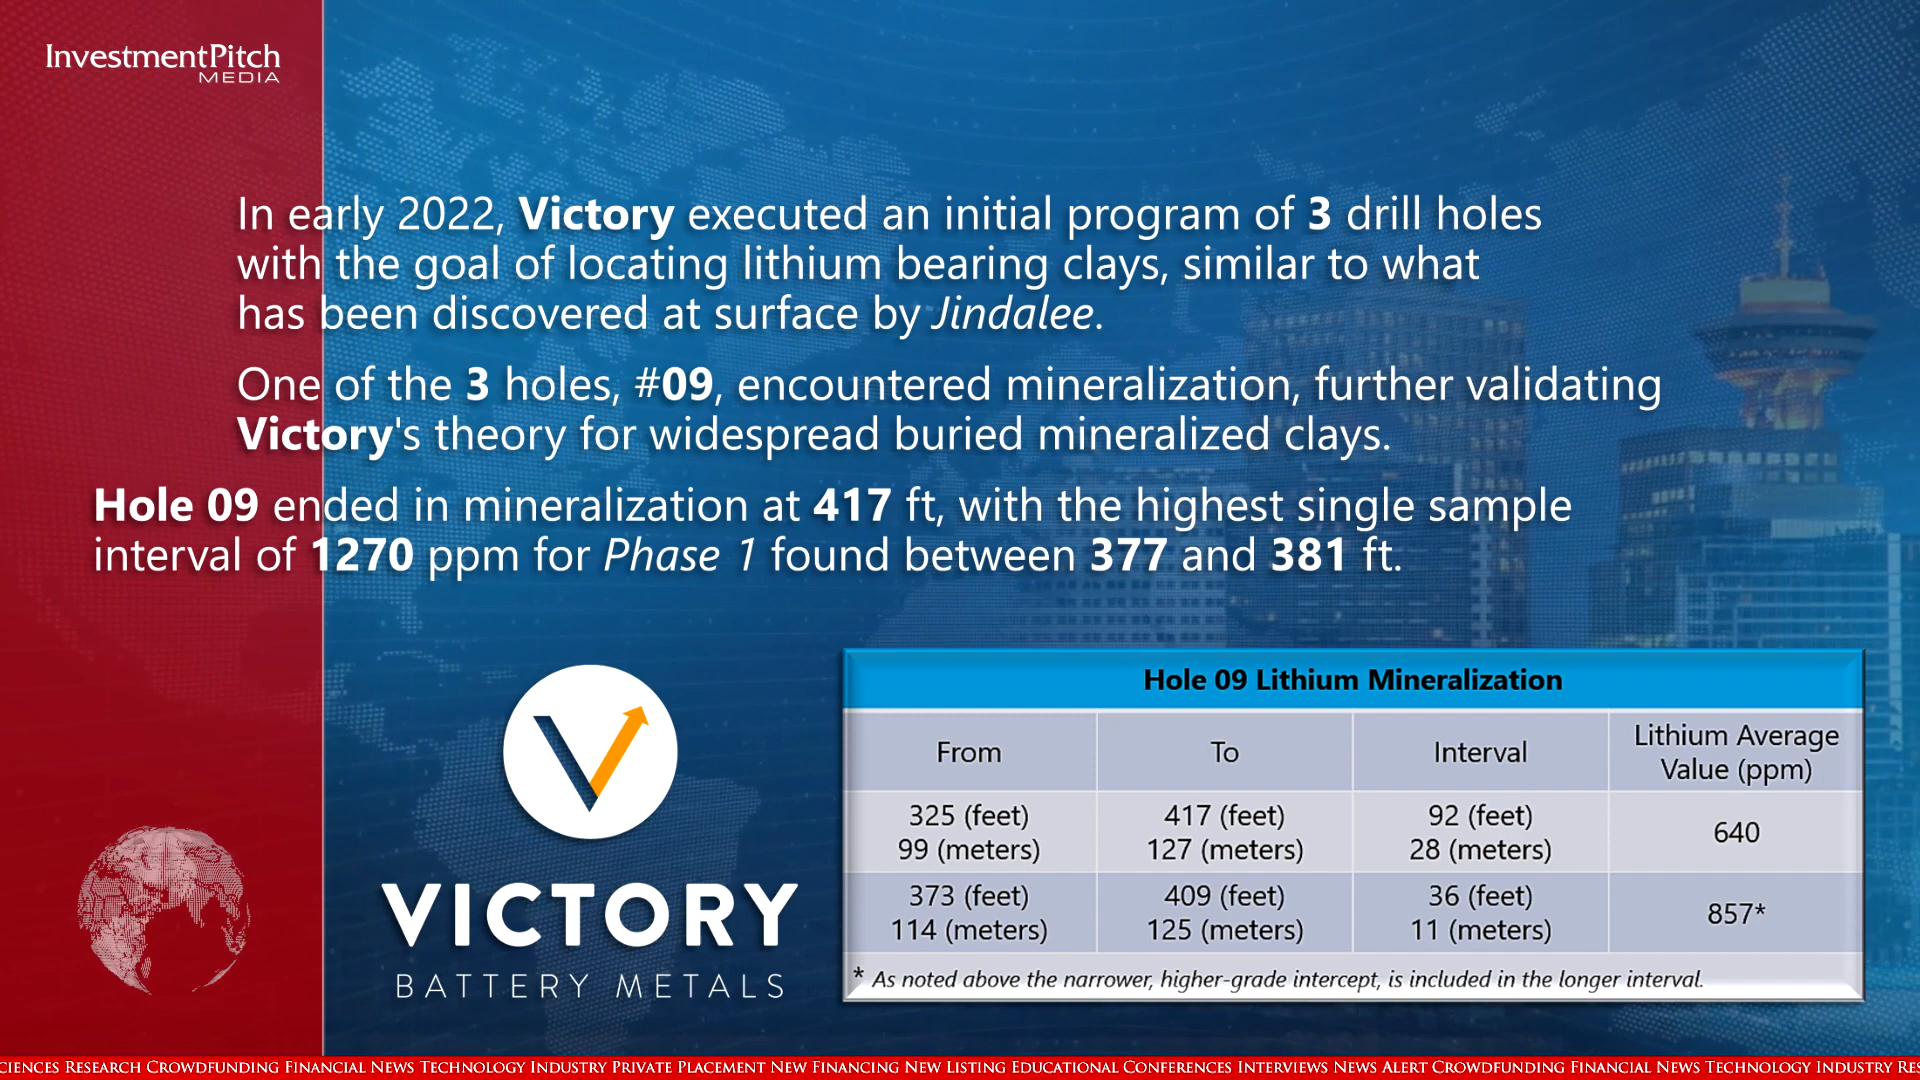 InvestmentPitch
MEDIA
In early 2022, Victory executed an initial program of 3 drill holes
with the goal of locating lithium bearing clays, similar to what
has been discovered at surface by Jindalee.
One of the 3 holes, #09, encountered mineralization, further validating
Victory's theory for widespread buried mineralized clays.
Hole 09 ended in mineralization at 417 ft, with the highest single sample
interval of 1270 ppm for Phase 1 found between 377 and 381 ft.
VICTORY
BATTERY METALS
Hole 09 Lithium Mineralization
From To Interval Lithium Average Value (ppm)
325 (feet) 417 (feet) 92 (feet) 640
99 (meters) 127 (meters) 28 (meters)
373 (feet) 409 (feet) 36 (feet) 857*
114 (meters) 125 (meters) 11 (meters)
* As noted above the narrower, higher-grade intercept, is included in the longer interval.
CIENCES RESEARCH CROWDFUNDING FINANCIAL NEWS TECHNOLOGY INDUSTRY PRIVATE PLACEMENT NEW FINANCING NEW LISTING EDUCATIONAL CONFERENCES INTERVIEWS NEWS ALERT CROWDFUNDING FINANCIAL NEWS TECHNOLOGY INDUSTRY RES